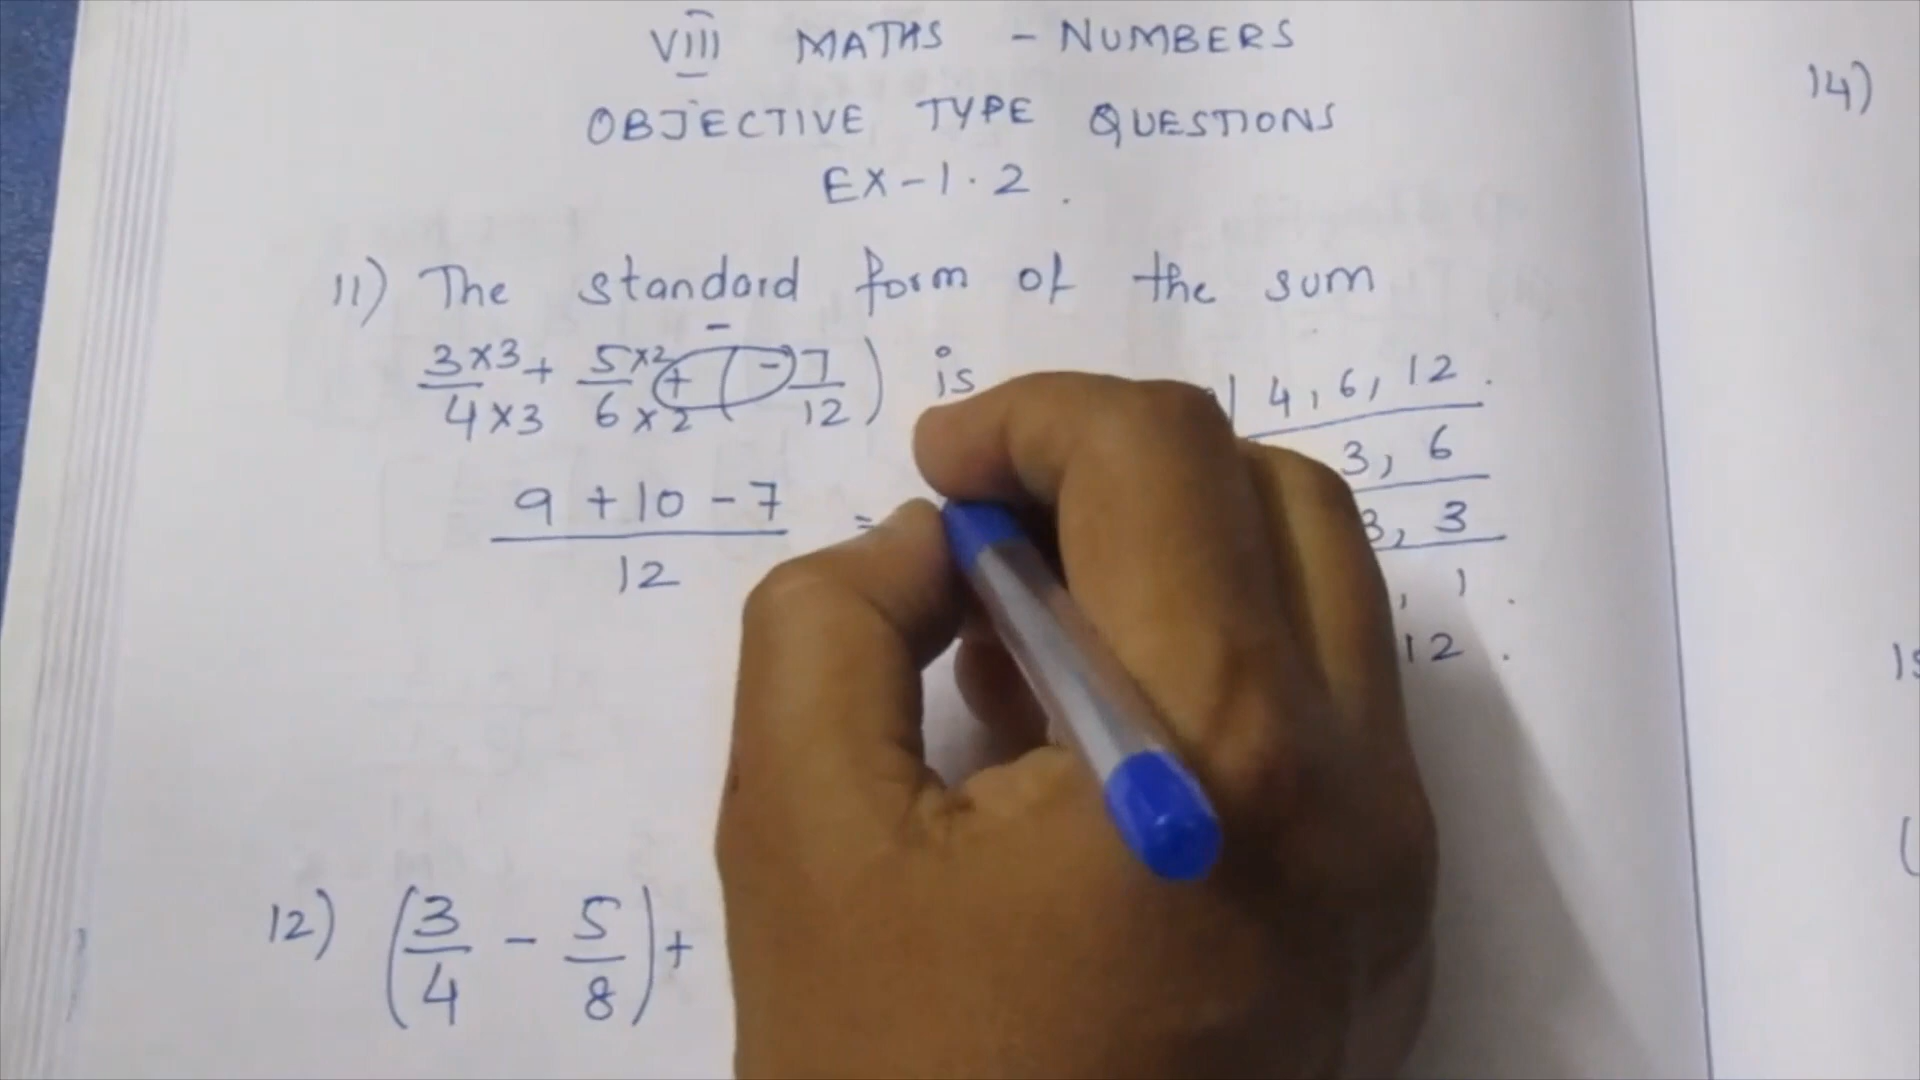 VIII MATHS - NUMBERS
OBJECTIVE TYPE QUESTIONS
EX-1.2.
11) The standard form of the sum
3×3/4×3 + 5×2/6×2 + (-7/12) is
-
4, 6, 12.
3, 6
3, 3
, 1.
12.
9+10-7/12 =
12) (3/4 - 5/8) +
14)